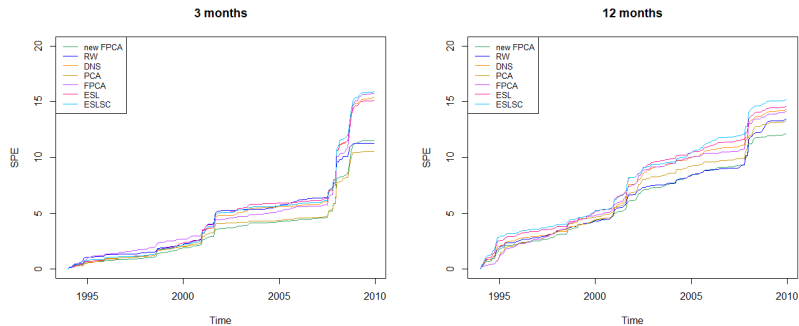 3 months
new FPCA
RW
DNS
PCA
FPCA
ESL
ESLSC
SPE
20
15
10
5
0
1995 2000 2005 2010
Time
12 months
new FPCA
RW
DNS
PCA
FPCA
ESL
ESLSC
SPE
20
15
10
5
0
1995 2000 2005 2010
Time